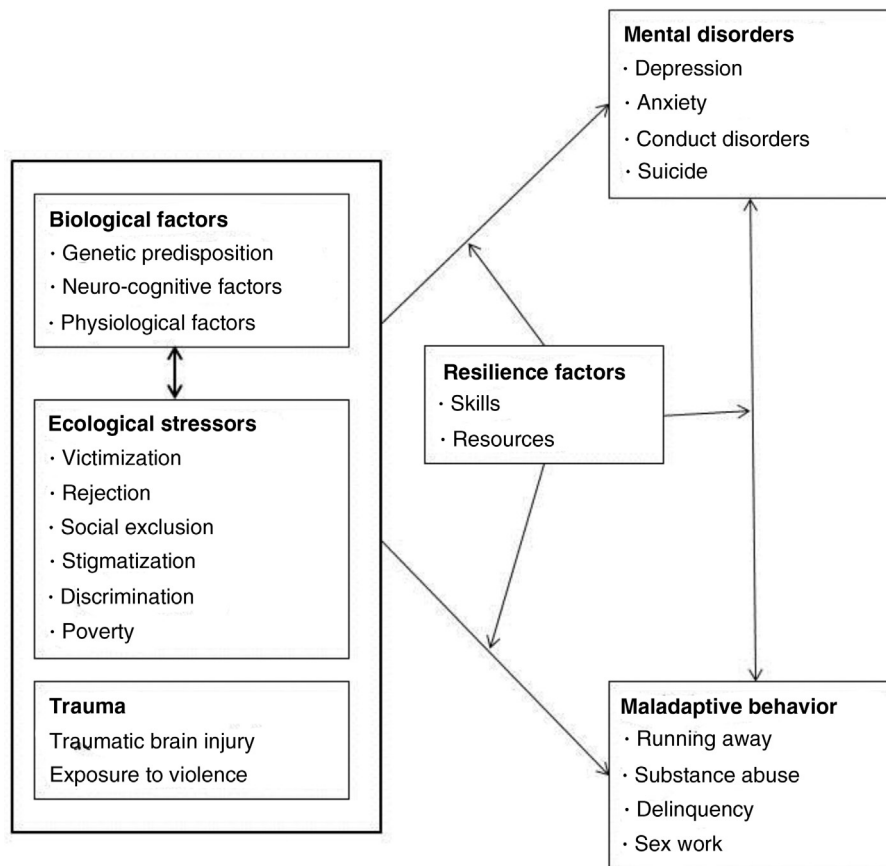 Mental disorders
· Depression
· Anxiety
· Conduct disorders
· Suicide
Biological factors
· Genetic predisposition
· Neuro-cognitive factors
· Physiological factors
Resilience factors
· Skills
· Resources
Ecological stressors
· Victimization
· Rejection
· Social exclusion
· Stigmatization
· Discrimination
· Poverty
Trauma
Traumatic brain injury
Exposure to violence
Maladaptive behavior
· Running away
· Substance abuse
· Delinquency
· Sex work